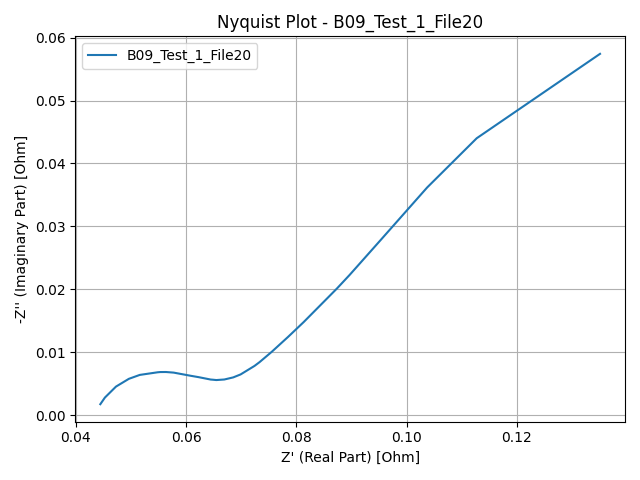 Nyquist Plot - B09_Test_1_File20
B09_Test_1_File20
-Z'' (Imaginary Part) [Ohm]
0.06
0.05
0.04
0.03
0.02
0.01
0.00
0.04 0.06 0.08 0.10 0.12
Z' (Real Part) [Ohm]